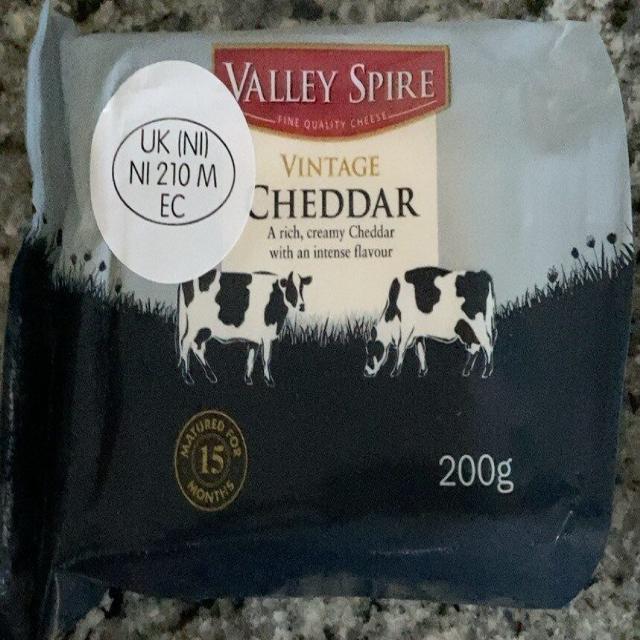 VALLEY SPIRE
FINE QUALITY CHEESE
UK (NI)
NI 210 M
EC
VINTAGE
CHEDDAR
A rich, creamy Cheddar
with an intense flavour
MATURED FOR
15
MONTHS
200g